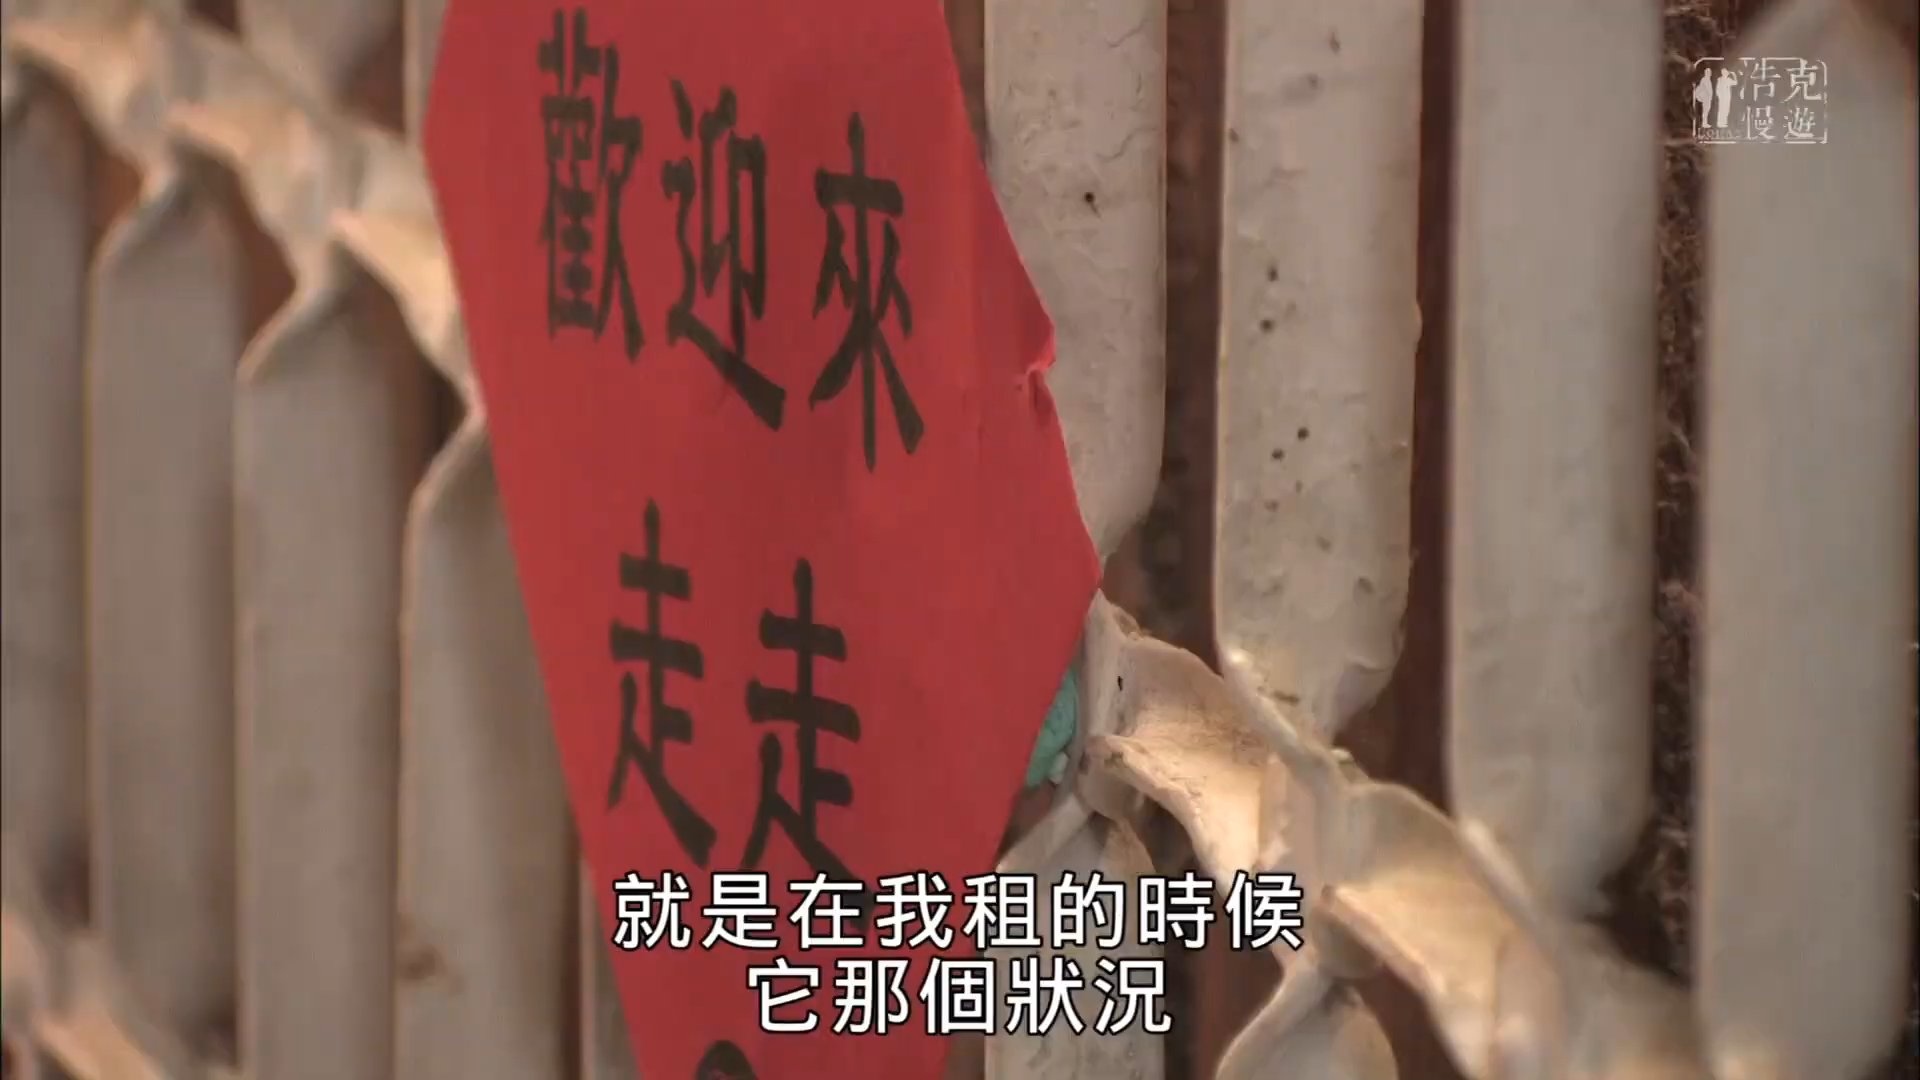 歡迎來
走走
浩克
慢遊
就是在我租的時候
它那個狀況